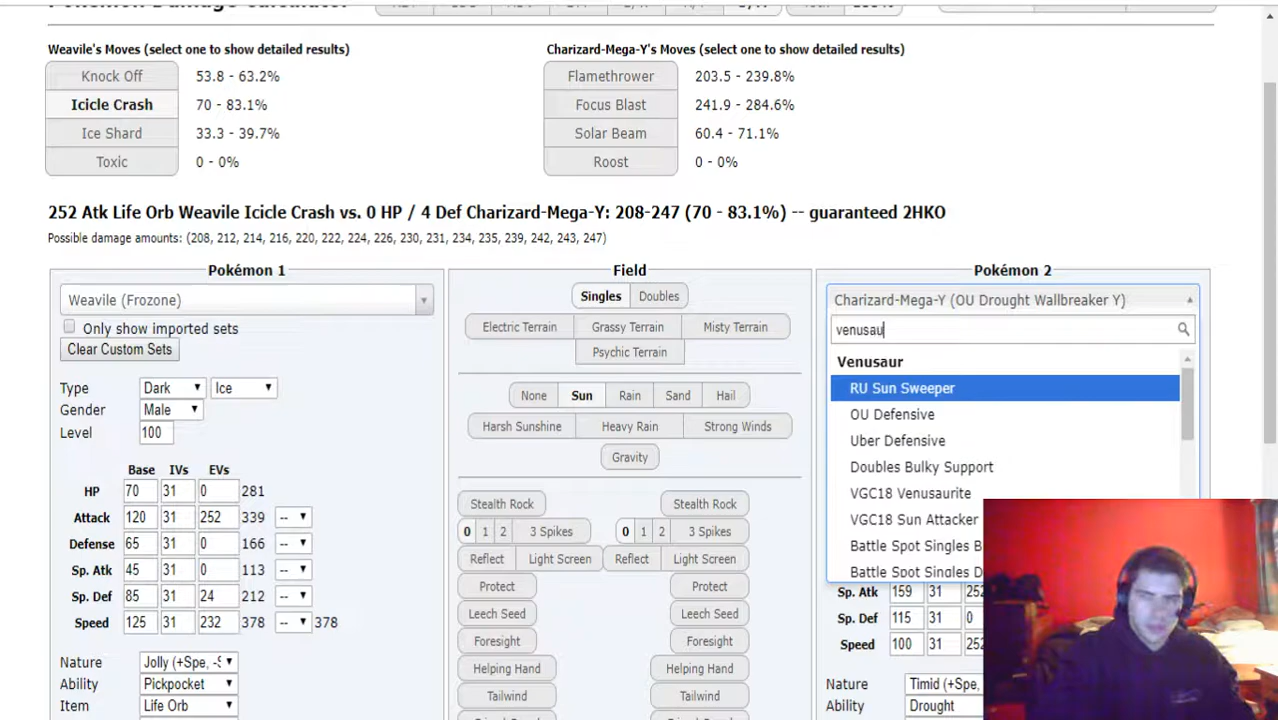 Weavile's Moves (select one to show detailed results)
Charizard-Mega-Y's Moves (select one to show detailed results)
Knock Off 53.8 - 63.2%
Flamethrower 203.5 - 239.8%
Icicle Crash 70 - 83.1%
Focus Blast 241.9 - 284.6%
Ice Shard 33.3 - 39.7%
Solar Beam 60.4 - 71.1%
Toxic 0 - 0%
Roost 0 - 0%
252 Atk Life Orb Weavile Icicle Crash vs. 0 HP / 4 Def Charizard-Mega-Y: 208-247 (70 - 83.1%) -- guaranteed 2HKO
Possible damage amounts: (208, 212, 214, 216, 220, 222, 224, 226, 230, 231, 234, 235, 239, 242, 243, 247)
Pokémon 1
Weavile (Frozone)
Only show imported sets
Clear Custom Sets
Type Dark Ice
Gender Male
Level 100
Base IVs EVs
HP 70 31 0 281
Attack 120 31 252 339 --
Defense 65 31 0 166 --
Sp. Atk 45 31 0 113 --
Sp. Def 85 31 24 212 --
Speed 125 31 232 378 -- 378
Nature Jolly (+Spe, -S
Ability Pickpocket
Item Life Orb
Field
Singles Doubles
Electric Terrain Grassy Terrain Misty Terrain
Psychic Terrain
None Sun Rain Sand Hail
Harsh Sunshine Heavy Rain Strong Winds
Gravity
Stealth Rock Stealth Rock
0 1 2 3 Spikes 0 1 2 3 Spikes
Reflect Light Screen Reflect Light Screen
Protect Protect
Leech Seed Leech Seed
Foresight Foresight
Helping Hand Helping Hand
Tailwind Tailwind
Pokémon 2
Charizard-Mega-Y (OU Drought Wallbreaker Y)
venusau
Venusaur
RU Sun Sweeper
OU Defensive
Uber Defensive
Doubles Bulky Support
VGC18 Venusaurite
VGC18 Sun Attacker
Battle Spot Singles B
Battle Spot Singles D
Sp. Atk 159 31 252
Sp. Def 115 31 0
Speed 100 31 252
Nature Timid (+Spe,
Ability Drought